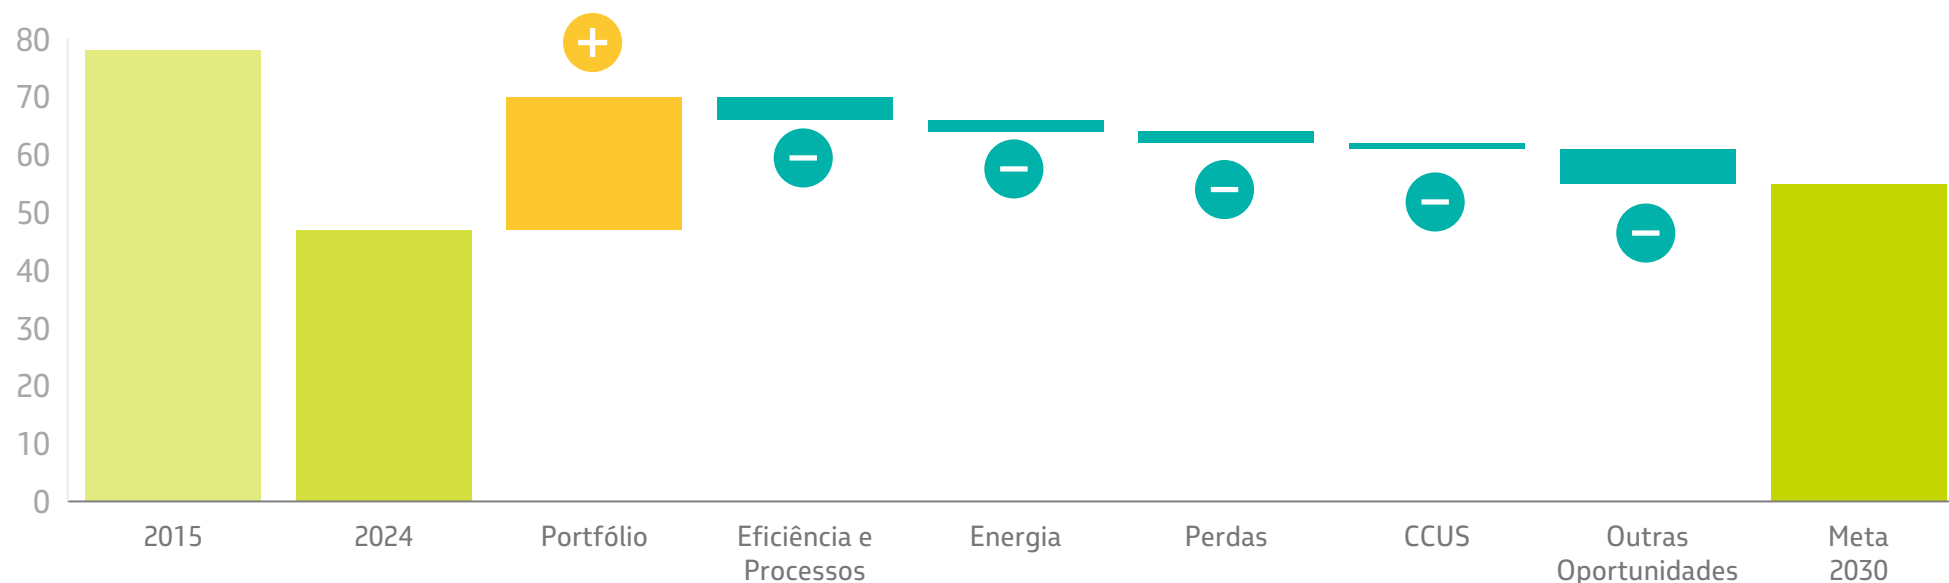 80
70
60
50
40
30
20
10
0
2015
2024
Portfólio
Eficiência e
Processos
Energia
Perdas
CCUS
Outras
Oportunidades
Meta
2030